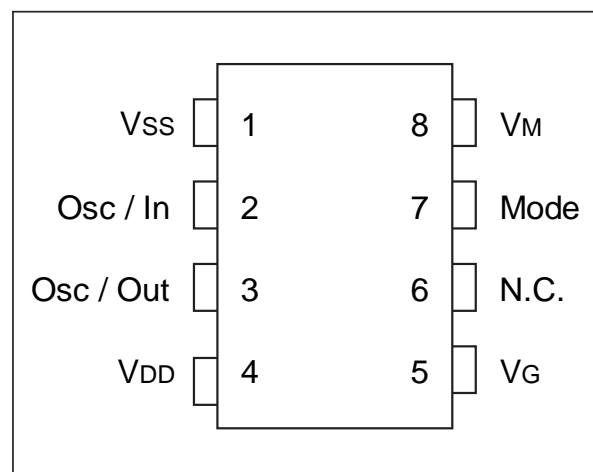 VSS 1 8 VM
Osc / In 2 7 Mode
Osc / Out 3 6 N.C.
VDD 4 5 VG